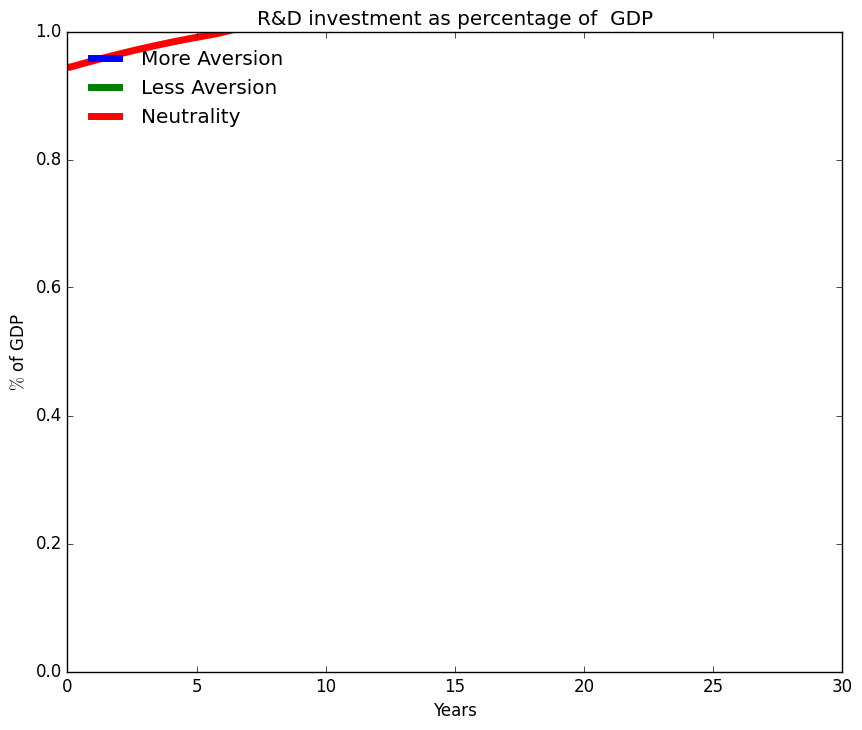 R&D investment as percentage of  GDP
More Aversion
Less Aversion
Neutrality
1.0
0.8
0.6
0.4
0.2
0.0
% of GDP
0 5 10 15 20 25 30
Years